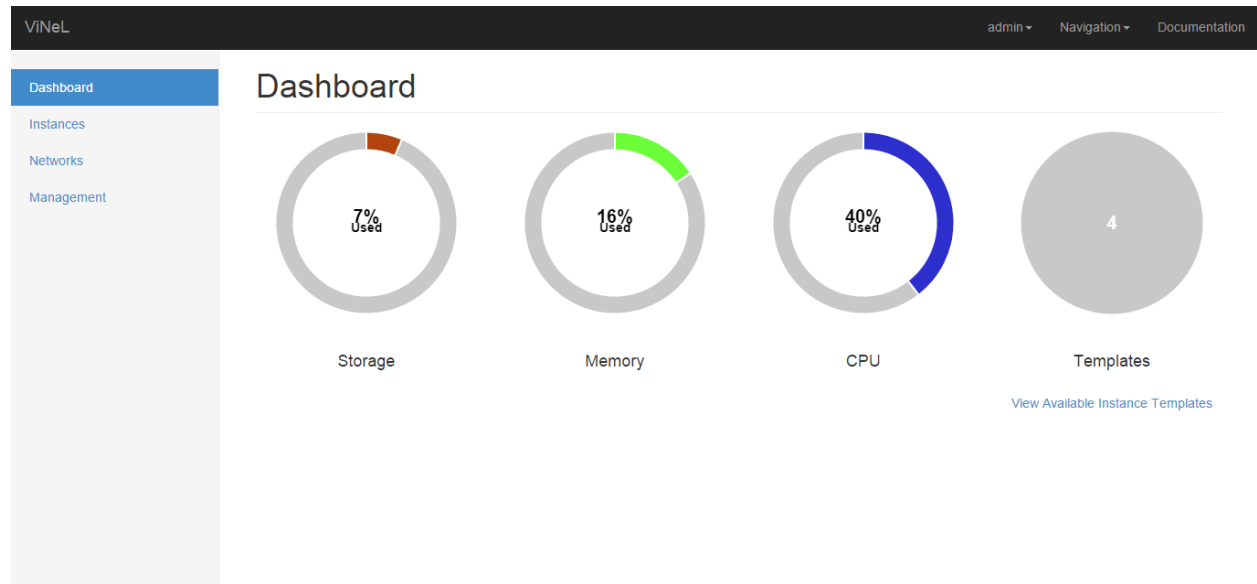 ViNeL
admin
Navigation
Documentation
Dashboard
Instances
Networks
Management
Dashboard
7%
Used
16%
Used
40%
Used
4
Storage
Memory
CPU
Templates
View Available Instance Templates